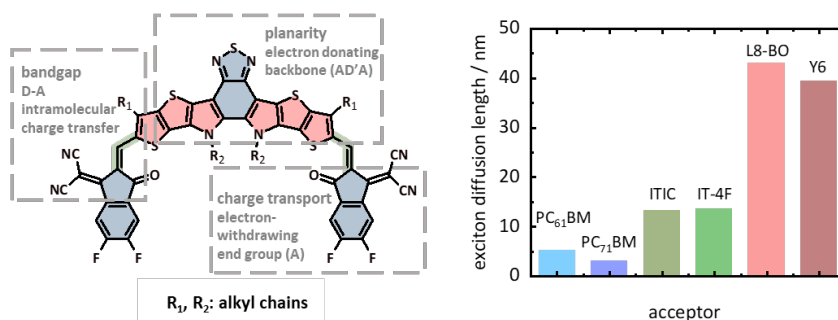 planarity
electron donating
backbone (AD'A)
bandgap
D-A
intramolecular
charge transfer
S
N
N
R1
R1
S
S
S
S
N
N
R2
R2
CN
CN
NC
NC
O
O
charge transport
electron-
withdrawing
end group (A)
F
F
F
F
R1, R2: alkyl chains
exciton diffusion length / nm
50
40
30
20
10
0
PC61BM
PC71BM
ITIC
IT-4F
L8-BO
Y6
acceptor